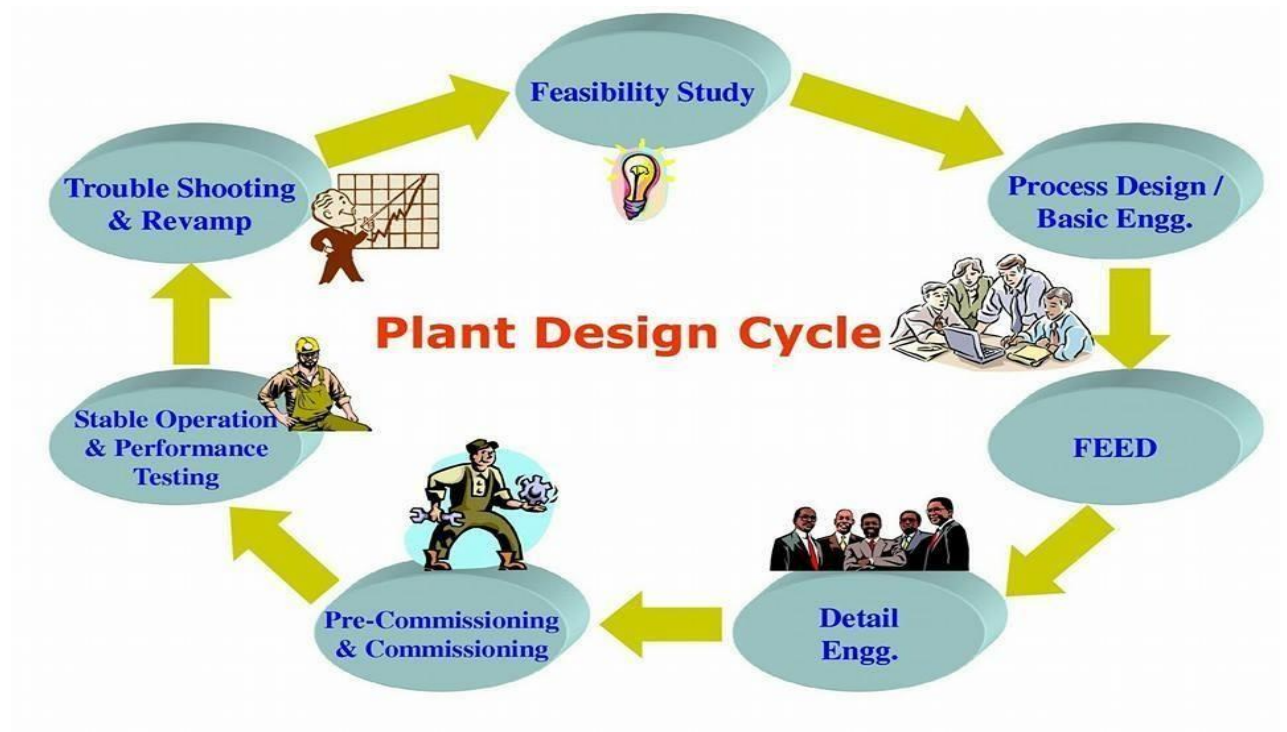 Feasibility Study
Process Design /
Basic Engg.
FEED
Detail
Engg.
Pre-Commissioning
& Commissioning
Stable Operation
& Performance
Testing
Trouble Shooting
& Revamp
Plant Design Cycle